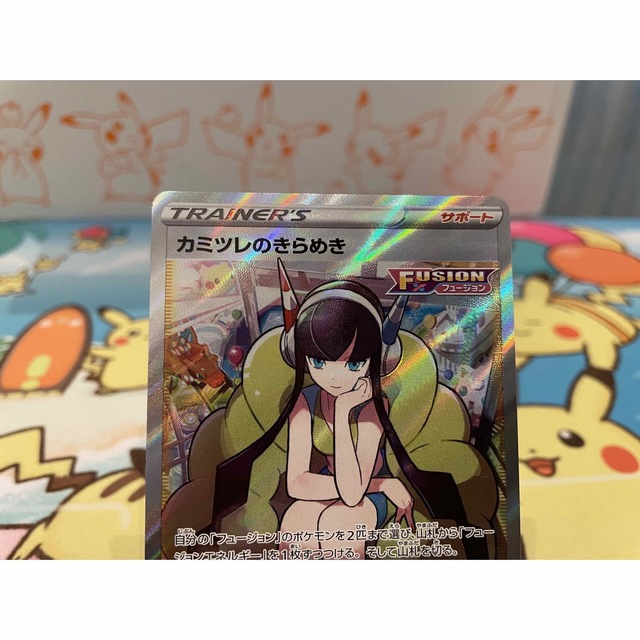 TRAINER'S サポート
カミツレのきらめき
FUSION
フュージョン
自分の「フュージョン」のポケモンを2匹まで選び、山札から「フュー
ジョンエネルギー」を1枚ずつつける。そして山札を切る。